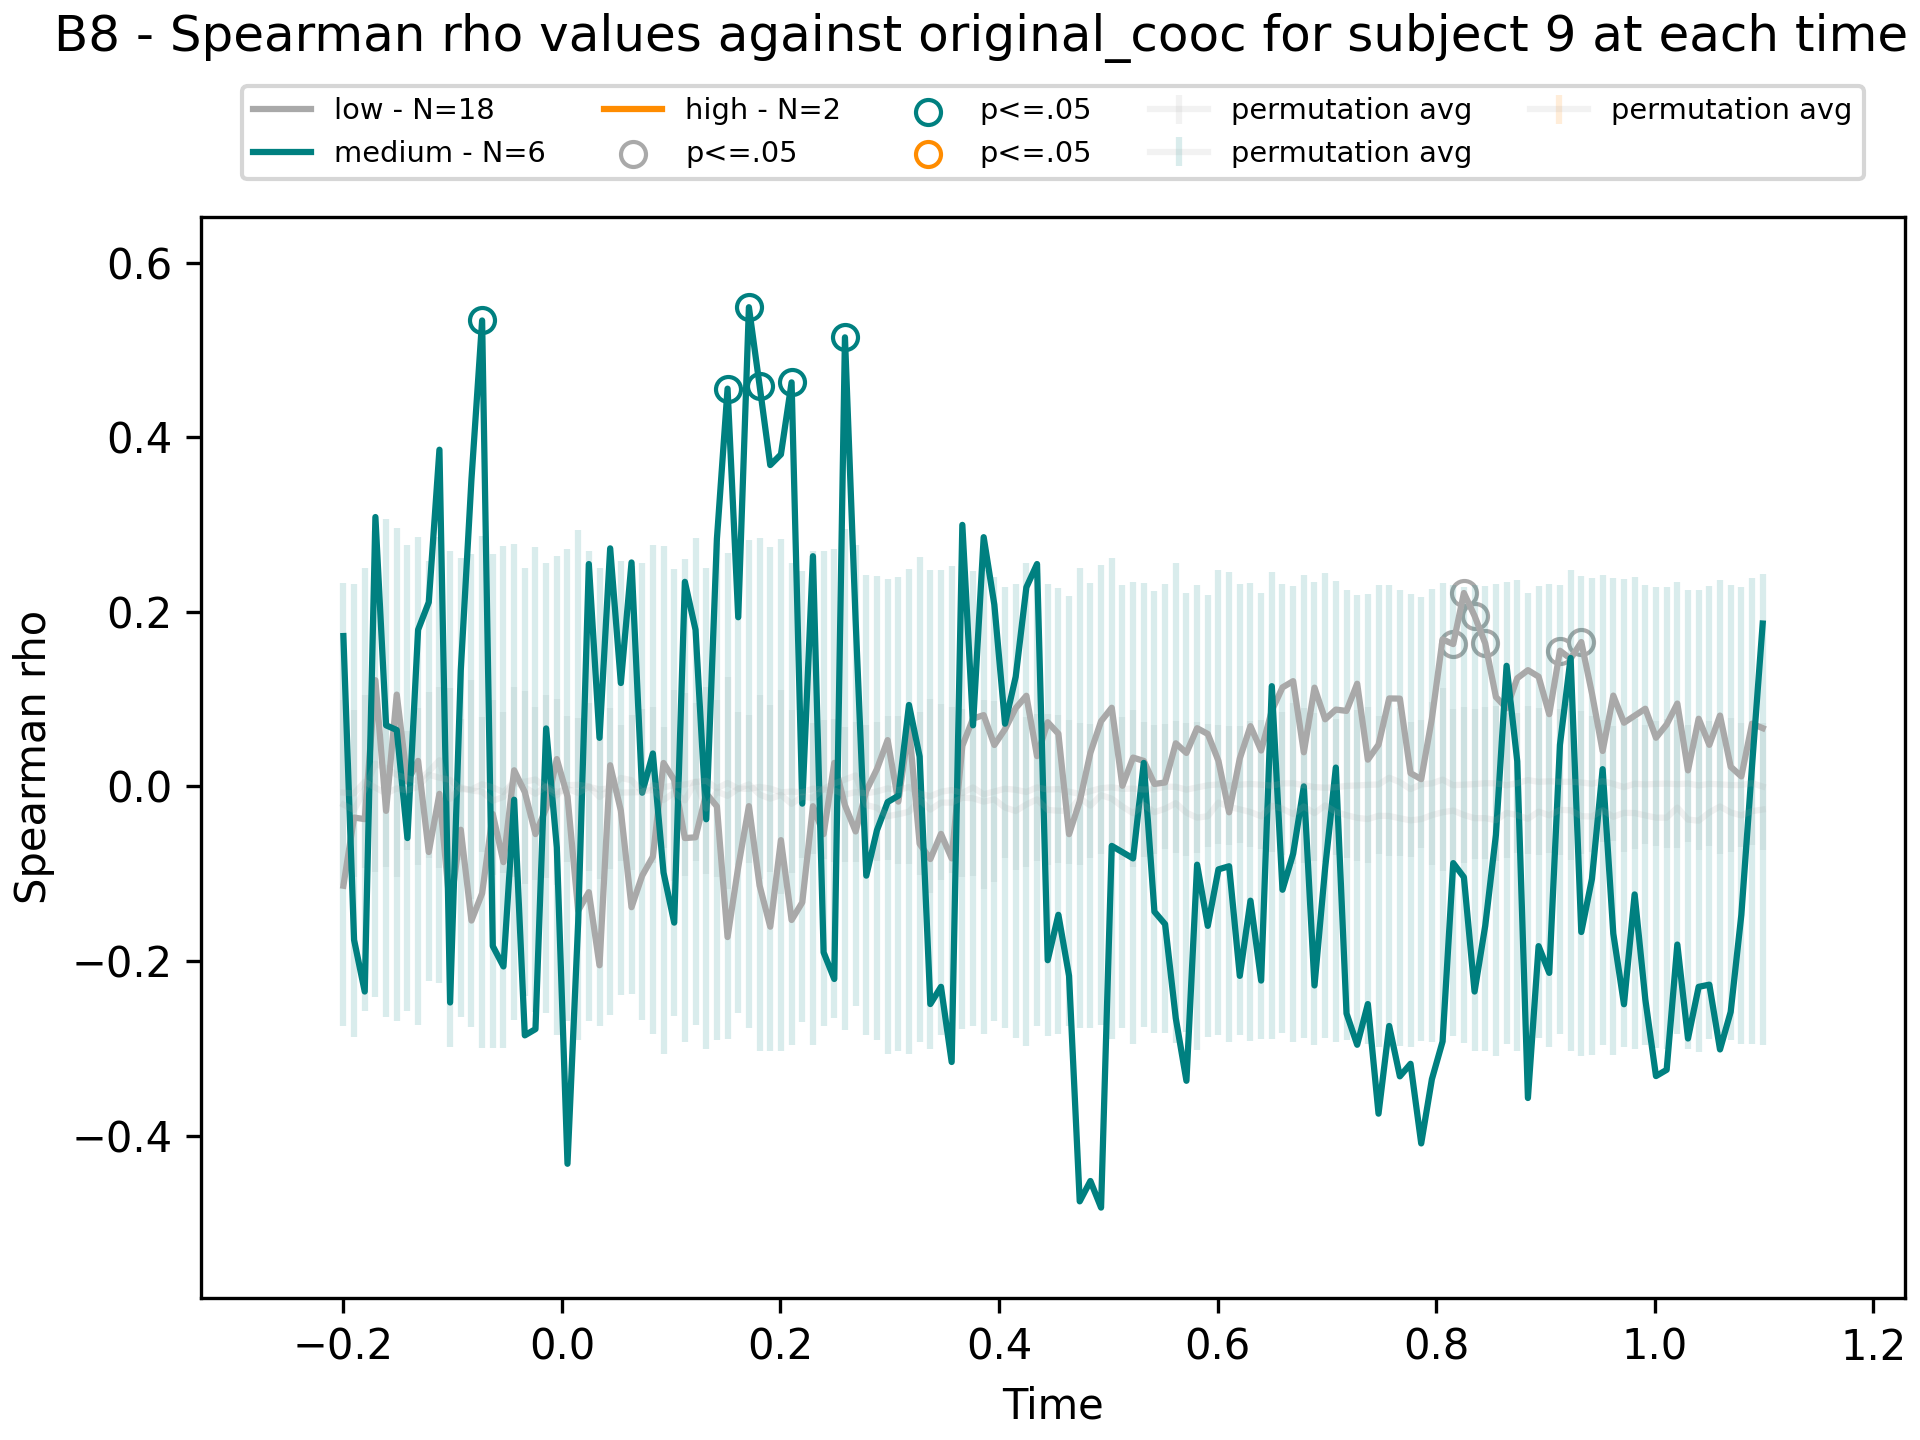 B8 - Spearman rho values against original_cooc for subject 9 at each time
low - N=18
medium - N=6
high - N=2
p<=.05
p<=.05
p<=.05
permutation avg
permutation avg
permutation avg
Spearman rho
0.6
0.4
0.2
0.0
−0.2
−0.4
−0.2 0.0 0.2 0.4 0.6 0.8 1.0 1.2
Time